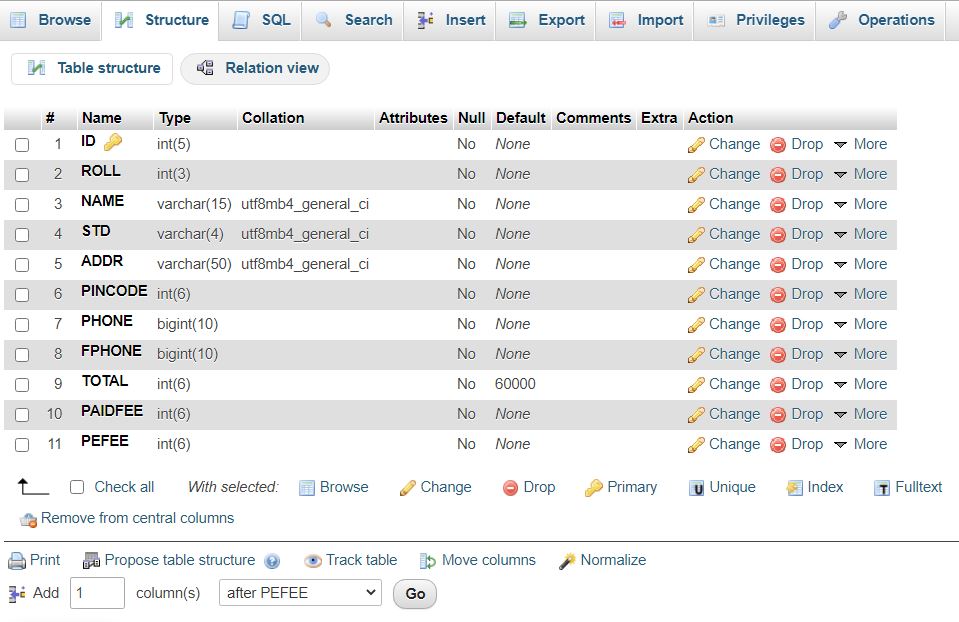 Browse Structure SQL Search Insert Export Import Privileges Operations
Table structure Relation view
# Name Type Collation Attributes Null Default Comments Extra Action
1 ID int(5) No None Change Drop More
2 ROLL int(3) No None Change Drop More
3 NAME varchar(15) utf8mb4_general_ci No None Change Drop More
4 STD varchar(4) utf8mb4_general_ci No None Change Drop More
5 ADDR varchar(50) utf8mb4_general_ci No None Change Drop More
6 PINCODE int(6) No None Change Drop More
7 PHONE bigint(10) No None Change Drop More
8 FPHONE bigint(10) No None Change Drop More
9 TOTAL int(6) No 60000 Change Drop More
10 PAIDFEE int(6) No None Change Drop More
11 PEFEE int(6) No None Change Drop More
Check all With selected: Browse Change Drop Primary U Unique Index T Fulltext
Remove from central columns
Print Propose table structure ? Track table Move columns Normalize
Add 1 column(s) after PEFEE Go